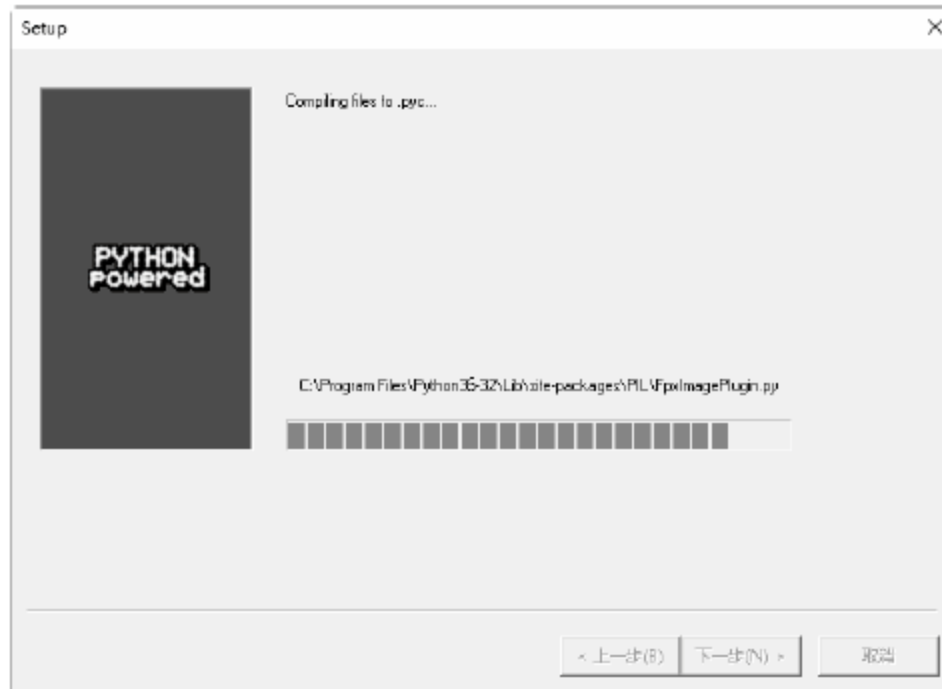 Setup
Compiling files to .pyc...
PYTHON
powered
C:\Program Files\Python36-32\Lib\site-packages\PIL\FpxImagePlugin.py
< 上一步(B)
下一步(N) >
取消